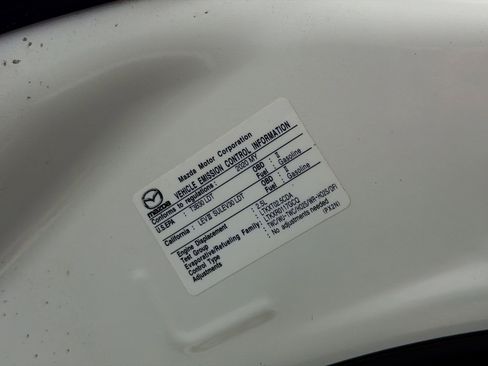 Mazda Motor Corporation
VEHICLE EMISSION CONTROL INFORMATION
mazda
Conforms to regulations: 2020 MY
U.S.EPA : T3B30 LDT OBD : II Fuel : Gasoline
California : LEVIII SULEV30 LDT OBD : II Fuel : Gasoline
Engine Displacement : 2.5L
Test Group : LTKXT02.5CDA
Evaporative/Refueling Family:
Control Type :
Adjustments : No adjustments needed